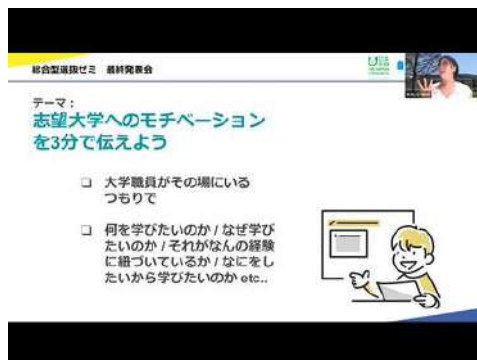 総合型選抜ゼミ 最終発表会
テーマ：
志望大学へのモチベーション
を3分で伝えよう
❏ 大学職員がその場にいる
つもりで
❏ 何を学びたいのか / なぜ学び
たいのか / それがなんの経験
に紐づいているか / なにをし
たいから学びたいのか etc..